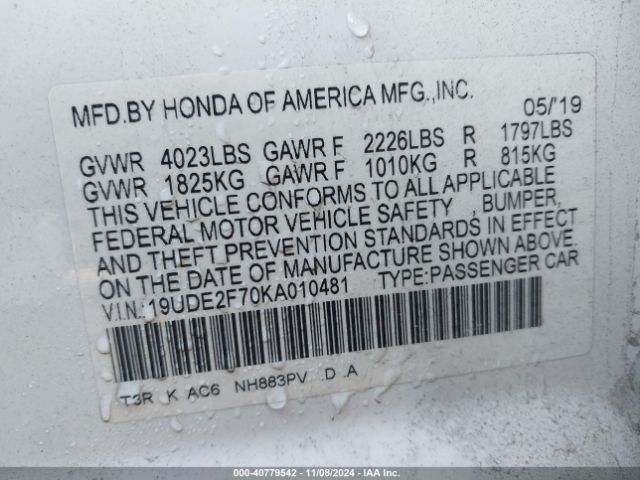 MFD.BY HONDA OF AMERICA MFG.,INC. 05/'19
GVWR 4023LBS GAWR F 2226LBS R 1797LBS
GVWR 1825KG GAWR F 1010KG R 815KG
THIS VEHICLE CONFORMS TO ALL APPLICABLE
FEDERAL MOTOR VEHICLE SAFETY , BUMPER,
AND THEFT PREVENTION STANDARDS IN EFFECT
ON THE DATE OF MANUFACTURE SHOWN ABOVE.
V.I.N.:19UDE2F70KA010481 TYPE:PASSENGER CAR
T3R K AC6 NH883PV .D .A
000-40779542 - 11/08/2024 - IAA Inc.